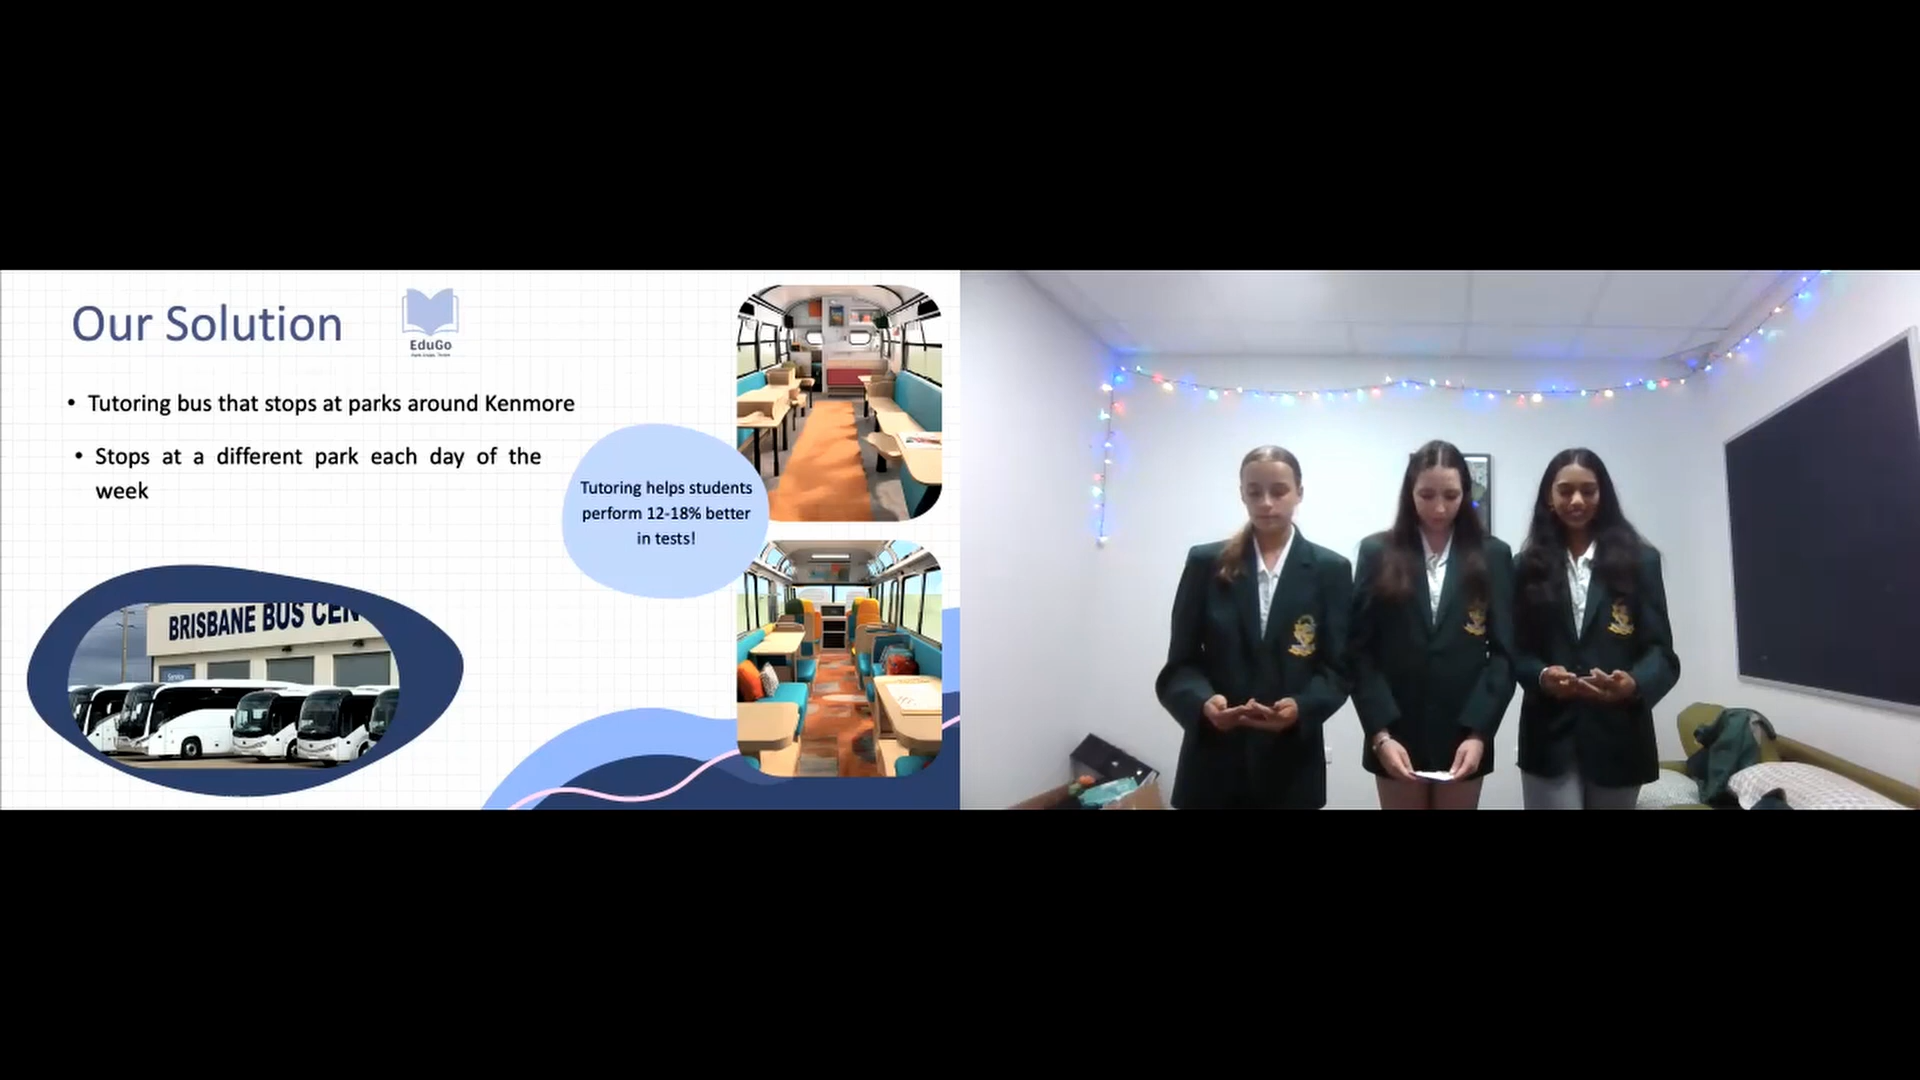 Our Solution
EduGo
• Tutoring bus that stops at parks around Kenmore
• Stops at a different park each day of the
week
Tutoring helps students
perform 12-18% better
in tests!
BRISBANE BUS CEN